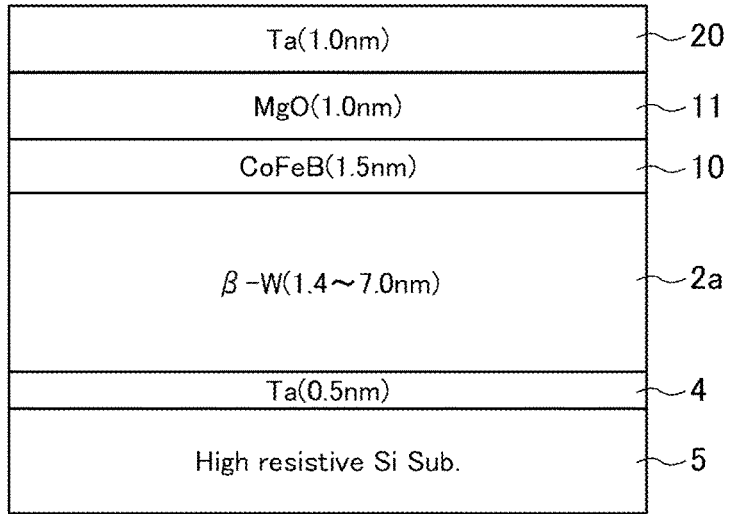 Ta(1.0nm) 20
MgO(1.0nm) 11
CoFeB(1.5nm) 10
β-W(1.4～7.0nm) 2a
Ta(0.5nm) 4
High resistive Si Sub. 5